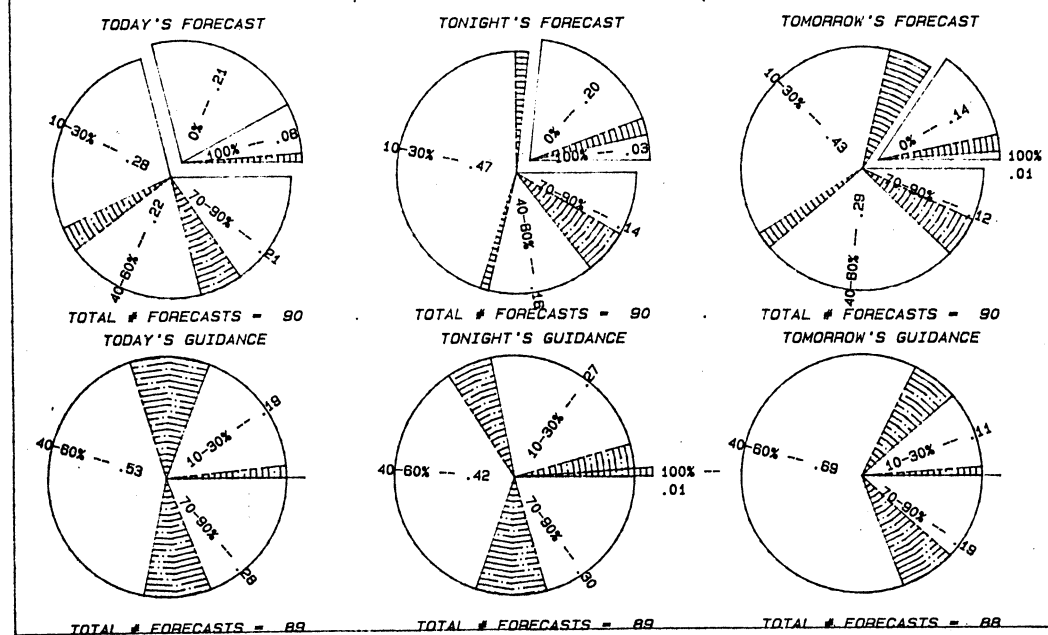 TODAY'S FORECAST
TONIGHT'S FORECAST
TOMORROW'S FORECAST
0% --- .21
100% --- .08
10-30% --- .28
40-60% --- .22
70-90% --- .21
TOTAL # FORECASTS = 90
0% --- .20
100% --- .03
10-30% --- .47
40-60% --- .16
70-90% --- .14
TOTAL # FORECASTS = 90
0% --- .14
100%
.01
10-30% --- .43
40-60% --- .29
70-90% --- .12
TOTAL # FORECASTS = 90
TODAY'S GUIDANCE
TONIGHT'S GUIDANCE
TOMORROW'S GUIDANCE
10-30% --- .19
40-60% --- .53
70-90% --- .28
TOTAL # FORECASTS = 89
10-30% --- .27
100% ---
.01
40-60% --- .42
70-90% --- .30
TOTAL # FORECASTS = 89
10-30% --- .11
40-60% --- .69
70-90% --- .19
TOTAL # FORECASTS = 88